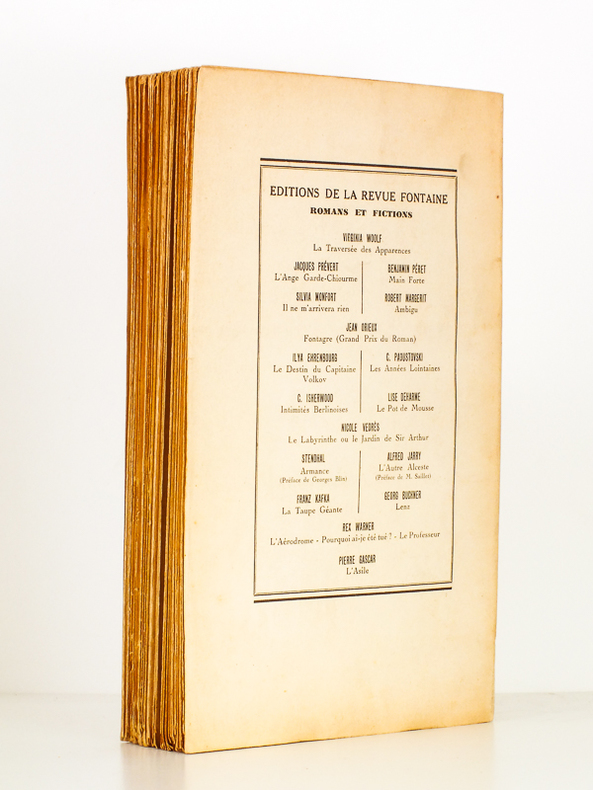 EDITIONS DE LA REVUE FONTAINE
ROMANS ET FICTIONS
VIRGINIA WOOLF
La Traversée des Apparences
JACQUES PRÉVERT
L'Ange Garde-Chiourme
BENJAMIN PÉRET
Main Forte
SILVIA MONFORT
Il ne m'arrivera rien
ROBERT MARGERIT
Ambigu
JEAN ORIEUX
Fontagre (Grand Prix du Roman)
ILYA EHRENBOURG
Le Destin du Capitaine
Volkov
C. PAOUSTOVSKI
Les Années Lointaines
C. ISHERWOOD
Intimités Berlinoises
LISE DEHARME
Le Pot de Mousse
NICOLE VEDRÈS
Le Labyrinthe ou le Jardin de Sir Arthur
STENDHAL
Armance
(Préface de Georges Blin)
ALFRED JARRY
L'Autre Alceste
(Préface de M. Saillet)
FRANZ KAFKA
La Taupe Géante
GEORG BUCHNER
Lenz
REX WARNER
L'Aérodrome - Pourquoi ai-je été tué ? - Le Professeur
PIERRE GASCAR
L'Asile